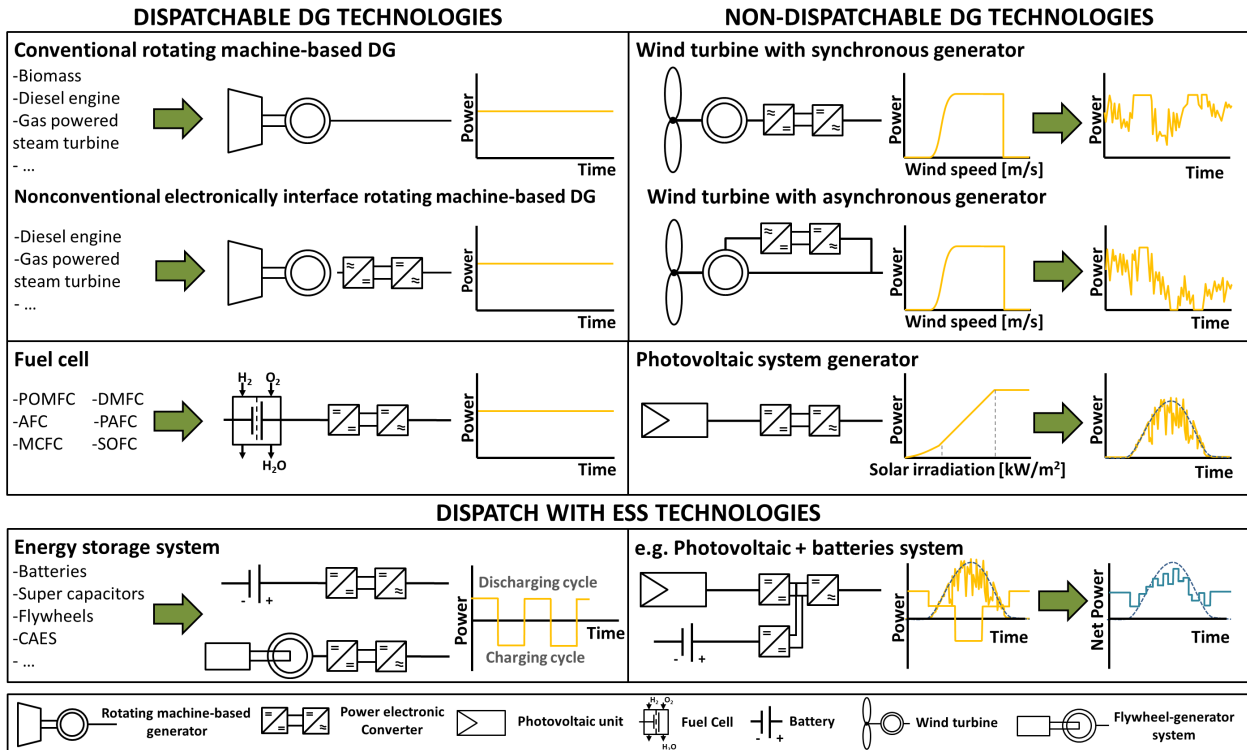 DISPATCHABLE DG TECHNOLOGIES
Conventional rotating machine-based DG
-Biomass
-Diesel engine
-Gas powered
steam turbine
- ...
Power
Time
Nonconventional electronically interface rotating machine-based DG
-Diesel engine
-Gas powered
steam turbine
- ...
Power
Time
Fuel cell
-POMFC -DMFC
-AFC -PAFC
-MCFC -SOFC
H₂ O₂
H₂O
Power
Time
NON-DISPATCHABLE DG TECHNOLOGIES
Wind turbine with synchronous generator
Power
Wind speed [m/s]
Power
Time
Wind turbine with asynchronous generator
Power
Wind speed [m/s]
Power
Time
Photovoltaic system generator
Power
Solar irradiation [kW/m²]
Power
Time
DISPATCH WITH ESS TECHNOLOGIES
Energy storage system
-Batteries
-Super capacitors
-Flywheels
-CAES
- ...
- +
Power
Discharging cycle
Time
Charging cycle
e.g. Photovoltaic + batteries system
- +
Power
Time
Net Power
Time
Rotating machine-based
generator
Power electronic
Converter
Photovoltaic unit
H₂ O₂
H₂O
Fuel Cell
- +
Battery
Wind turbine
Flywheel-generator
system